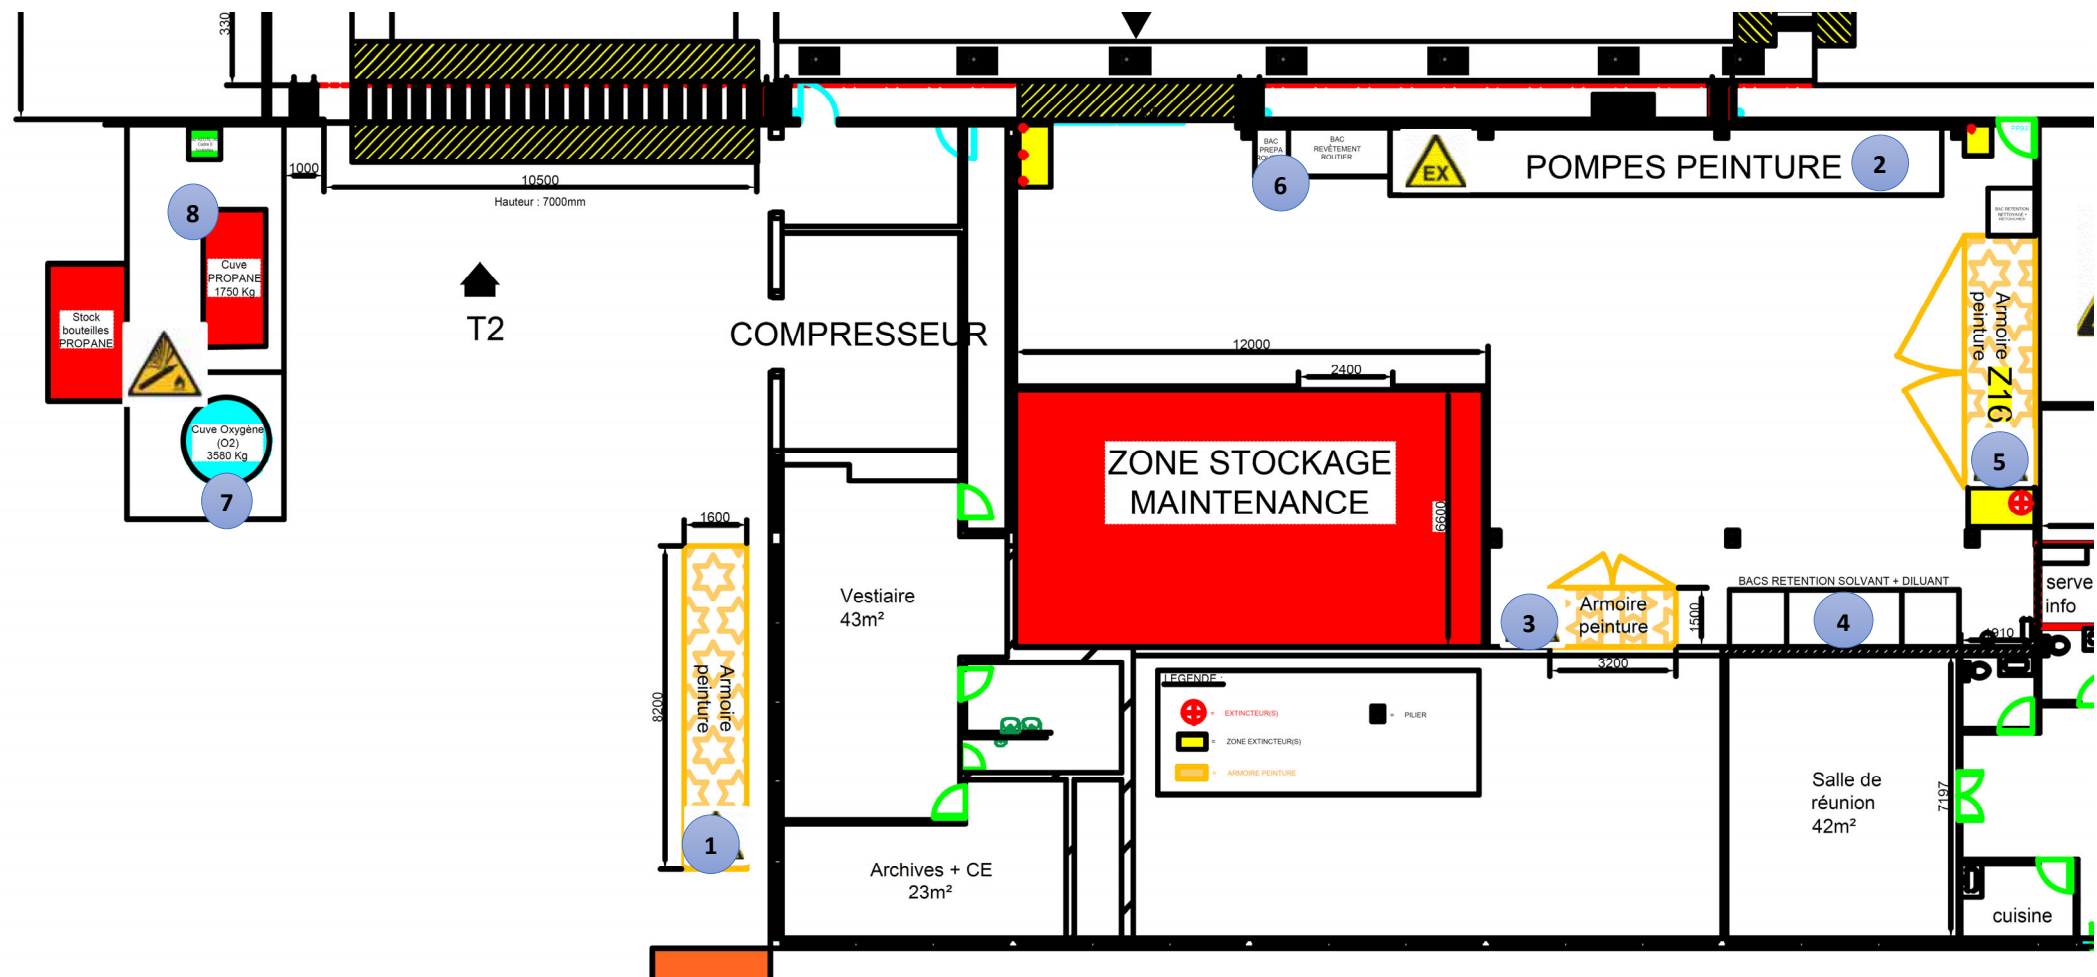 330
1000
10500
Hauteur : 7000mm
8
Cuve
PROPANE
1750 Kg
Stock
bouteilles
PROPANE
T2
Cuve Oxygène
(O2)
3580 Kg
7
COMPRESSEUR
BAC
PREPA
BAC
REVÊTEMENT
ROUTIER
6
EX
POMPES PEINTURE
2
BAC RETENTION
NETTOYAGE +
Armoire
peinture
Z16
5
12000
2400
ZONE STOCKAGE
MAINTENANCE
6600
1600
8200
Armoire
peinture
1
Vestiaire
43m²
3
Armoire
peinture
1500
3200
BACS RETENTION SOLVANT + DILUANT
4
1910
serve
info
LEGENDE :
= EXTINCTEUR(S)
= PILIER
= ZONE EXTINCTEUR(S)
= ARMOIRE PEINTURE
Salle de
réunion
42m²
7197
Archives + CE
23m²
cuisine